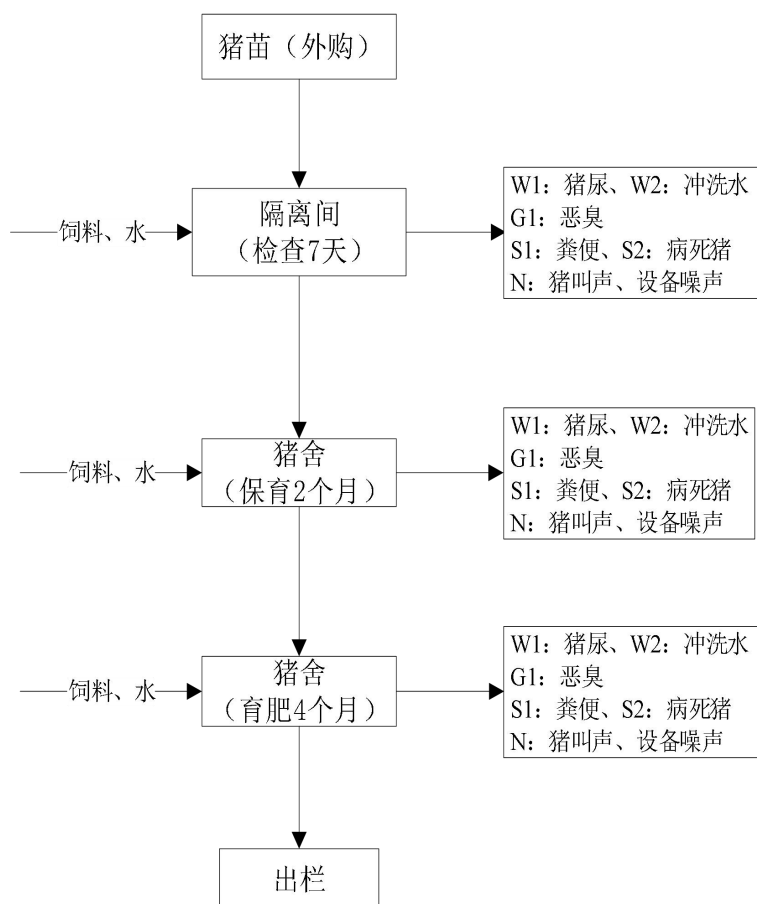 猪苗（外购）
饲料、水
隔离间
（检查7天）
W1：猪尿、W2：冲洗水
G1：恶臭
S1：粪便、S2：病死猪
N：猪叫声、设备噪声
饲料、水
猪舍
（保育2个月）
W1：猪尿、W2：冲洗水
G1：恶臭
S1：粪便、S2：病死猪
N：猪叫声、设备噪声
饲料、水
猪舍
（育肥4个月）
W1：猪尿、W2：冲洗水
G1：恶臭
S1：粪便、S2：病死猪
N：猪叫声、设备噪声
出栏